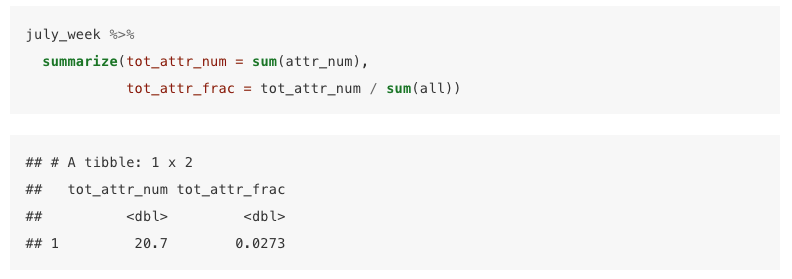 july_week %>%
  summarize(tot_attr_num = sum(attr_num),
            tot_attr_frac = tot_attr_num / sum(all))
## # A tibble: 1 x 2
##   tot_attr_num tot_attr_frac
##          <dbl>         <dbl>
## 1         20.7        0.0273